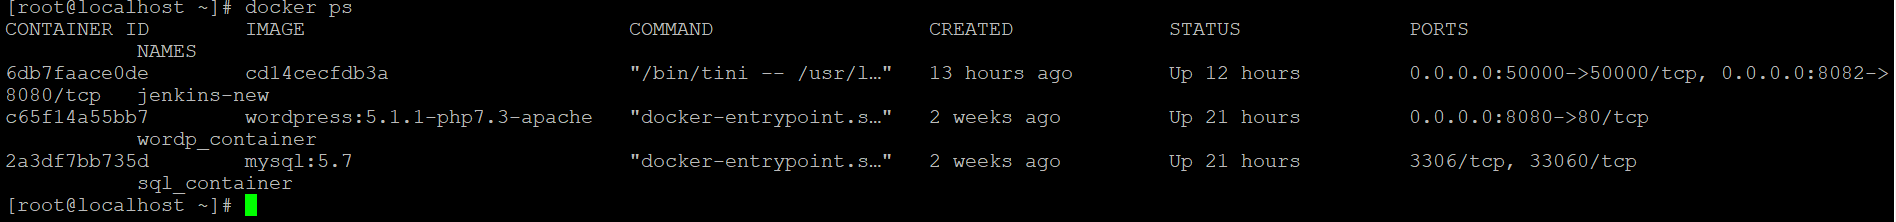 [root@localhost ~]# docker ps
CONTAINER ID        IMAGE                           COMMAND                  CREATED             STATUS              PORTS
           NAMES
6db7faace0de        cd14cecfdb3a                    "/bin/tini -- /usr/l…"   13 hours ago        Up 12 hours         0.0.0.0:50000->50000/tcp, 0.0.0.0:8082->
8080/tcp   jenkins-new
c65f14a55bb7        wordpress:5.1.1-php7.3-apache   "docker-entrypoint.s…"   2 weeks ago         Up 21 hours         0.0.0.0:8080->80/tcp
           wordp_container
2a3df7bb735d        mysql:5.7                       "docker-entrypoint.s…"   2 weeks ago         Up 21 hours         3306/tcp, 33060/tcp
           sql_container
[root@localhost ~]#